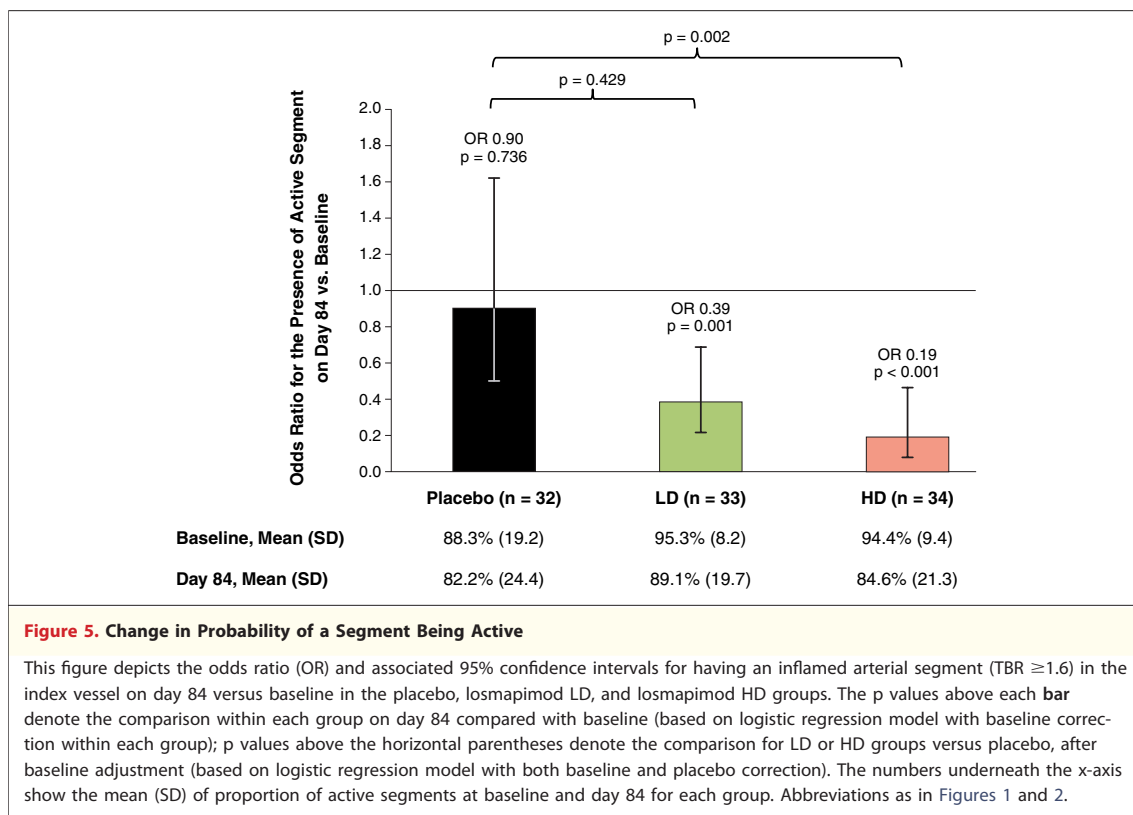 p = 0.002
p = 0.429
Odds Ratio for the Presence of Active Segment
on Day 84 vs. Baseline
2.0
1.8
1.6
1.4
1.2
1.0
0.8
0.6
0.4
0.2
0.0
OR 0.90
p = 0.736
OR 0.39
p = 0.001
OR 0.19
p < 0.001
Placebo (n = 32) LD (n = 33) HD (n = 34)
Baseline, Mean (SD) 88.3% (19.2) 95.3% (8.2) 94.4% (9.4)
Day 84, Mean (SD) 82.2% (24.4) 89.1% (19.7) 84.6% (21.3)
Figure 5. Change in Probability of a Segment Being Active
This figure depicts the odds ratio (OR) and associated 95% confidence intervals for having an inflamed arterial segment (TBR ≥1.6) in the
index vessel on day 84 versus baseline in the placebo, losmapimod LD, and losmapimod HD groups. The p values above each bar
denote the comparison within each group on day 84 compared with baseline (based on logistic regression model with baseline correc-
tion within each group); p values above the horizontal parentheses denote the comparison for LD or HD groups versus placebo, after
baseline adjustment (based on logistic regression model with both baseline and placebo correction). The numbers underneath the x-axis
show the mean (SD) of proportion of active segments at baseline and day 84 for each group. Abbreviations as in Figures 1 and 2.